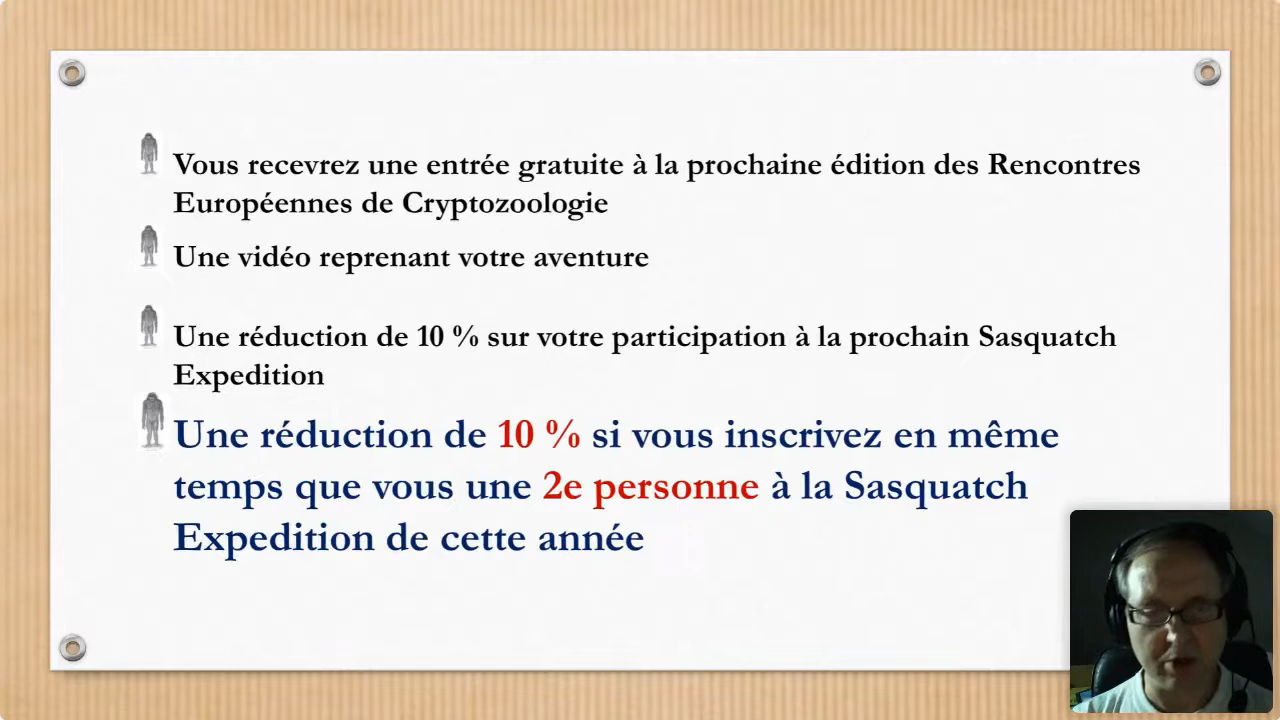 Vous recevrez une entrée gratuite à la prochaine édition des Rencontres
Européennes de Cryptozoologie
Une vidéo reprenant votre aventure
Une réduction de 10 % sur votre participation à la prochain Sasquatch
Expedition
Une réduction de 10 % si vous inscrivez en même
temps que vous une 2e personne à la Sasquatch
Expedition de cette année